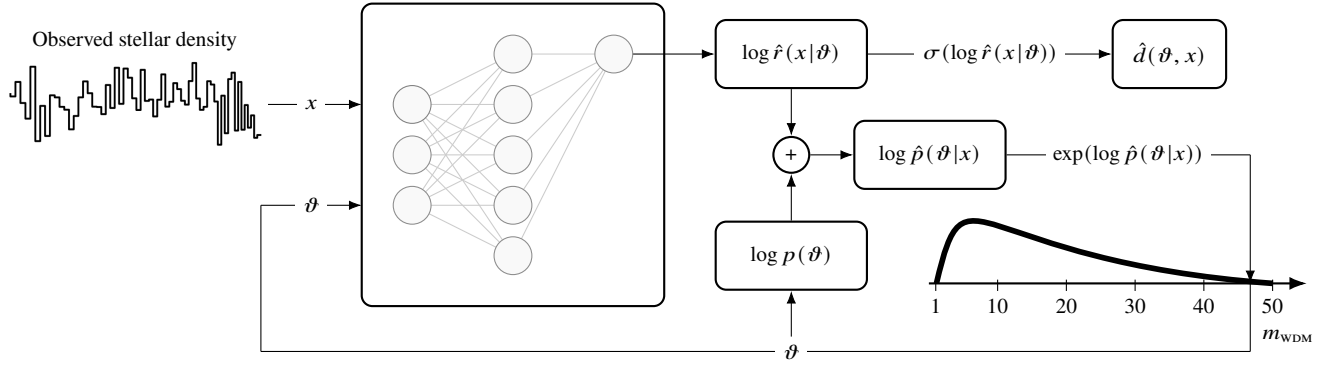 Observed stellar density
x
ϑ
log r̂(x|ϑ)
σ(log r̂(x|ϑ))
d̂(ϑ, x)
+
log p̂(ϑ|x)
exp(log p̂(ϑ|x))
log p(ϑ)
1 10 20 30 40 50
m_WDM
ϑ